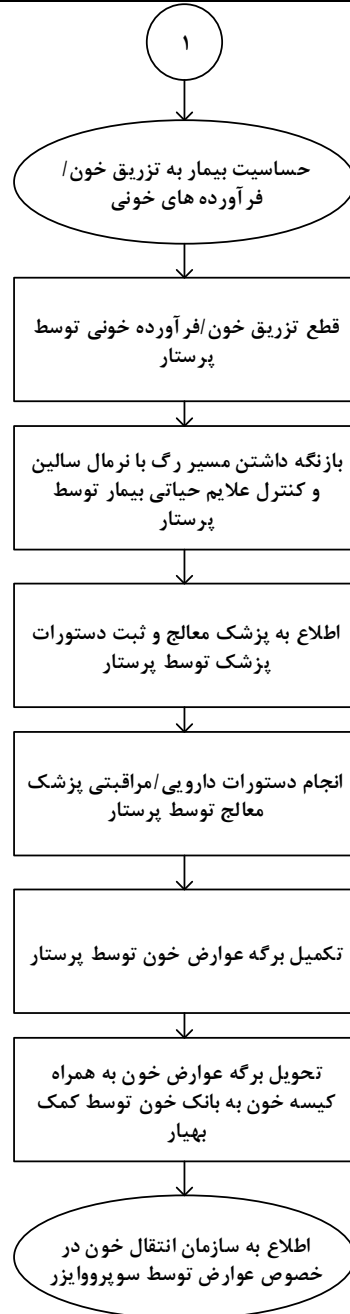 ۱
حساسیت بیمار به تزریق خون/
فرآورده های خونی
قطع تزریق خون/فرآورده خونی توسط
پرستار
بازنگه داشتن مسیر رگ با نرمال سالین
و کنترل علایم حیاتی بیمار توسط
پرستار
اطلاع به پزشک معالج و ثبت دستورات
پزشک توسط پرستار
انجام دستورات دارویی/مراقبتی پزشک
معالج توسط پرستار
تکمیل برگه عوارض خون توسط پرستار
تحویل برگه عوارض خون به همراه
کیسه خون به بانک خون توسط کمک
بهیار
اطلاع به سازمان انتقال خون در
خصوص عوارض توسط سوپرووایزر